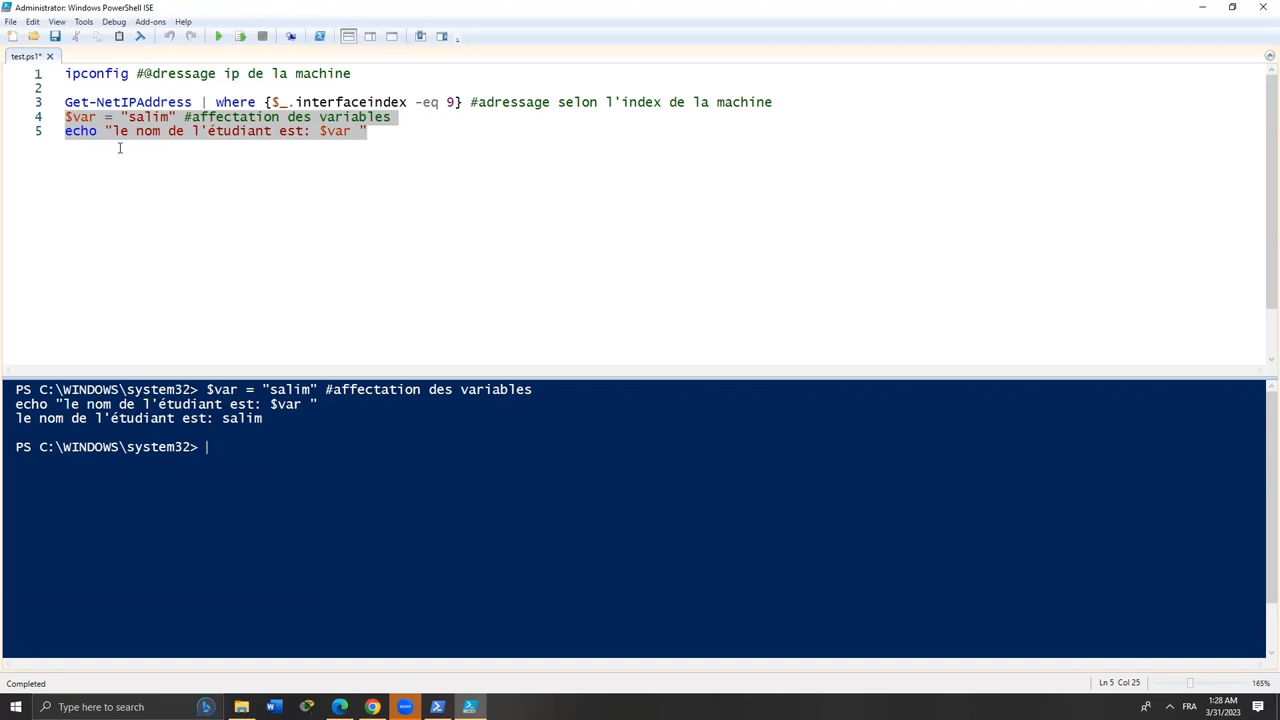 Administrator: Windows PowerShell ISE
File Edit View Tools Debug Add-ons Help
test.ps1*
1 ipconfig #@dressage ip de la machine
2
3 Get-NetIPAddress | where {$_.interfaceindex -eq 9} #adressage selon l'index de la machine
4 $var = "salim" #affectation des variables
5 echo "le nom de l'étudiant est: $var "
PS C:\WINDOWS\system32> $var = "salim" #affectation des variables
echo "le nom de l'étudiant est: $var "
le nom de l'étudiant est: salim
PS C:\WINDOWS\system32>
Completed
Ln 5 Col 25
165%
Type here to search
FRA
1:28 AM
3/31/2023